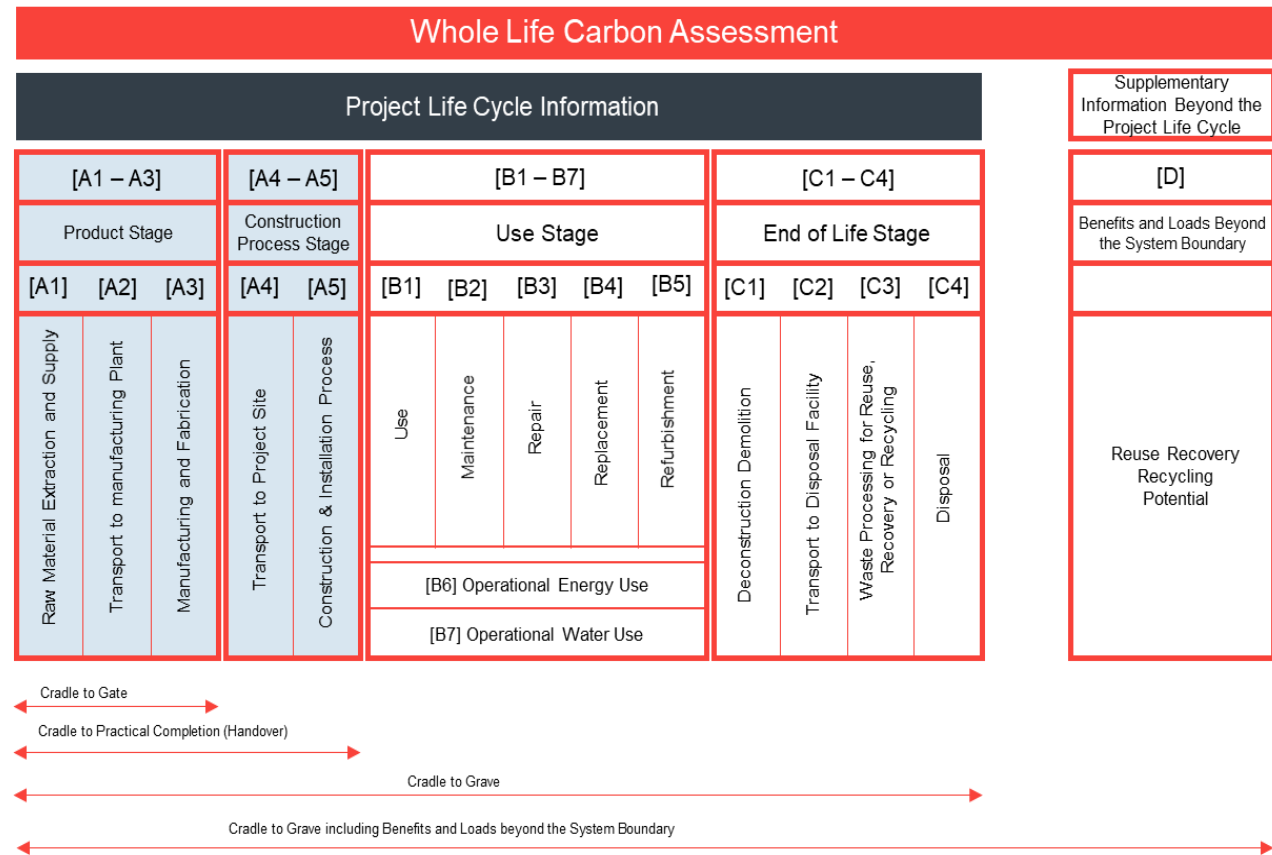 Whole Life Carbon Assessment
Project Life Cycle Information
Supplementary
Information Beyond the
Project Life Cycle
[A1 – A3]
[A4 – A5]
[B1 – B7]
[C1 – C4]
[D]
Product Stage
Construction
Process Stage
Use Stage
End of Life Stage
Benefits and Loads Beyond
the System Boundary
[A1]
[A2]
[A3]
[A4]
[A5]
[B1]
[B2]
[B3]
[B4]
[B5]
[C1]
[C2]
[C3]
[C4]
Raw Material Extraction and Supply
Transport to manufacturing Plant
Manufacturing and Fabrication
Transport to Project Site
Construction & Installation Process
Use
Maintenance
Repair
Replacement
Refurbishment
[B6] Operational Energy Use
[B7] Operational Water Use
Deconstruction Demolition
Transport to Disposal Facility
Waste Processing for Reuse,
Recovery or Recycling
Disposal
Reuse Recovery
Recycling
Potential
Cradle to Gate
Cradle to Practical Completion (Handover)
Cradle to Grave
Cradle to Grave including Benefits and Loads beyond the System Boundary